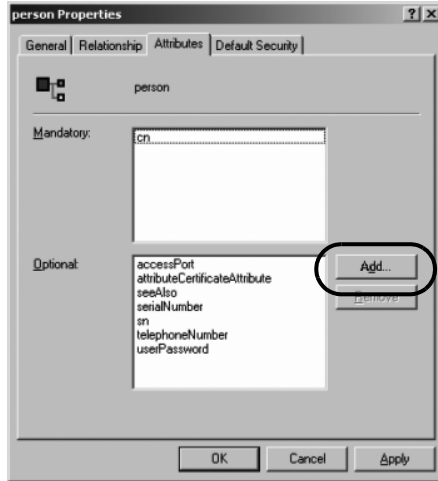 person Properties
General Relationship Attributes Default Security
person
Mandatory:
cn
Optional:
accessPort
attributeCertificateAttribute
seeAlso
serialNumber
sn
telephoneNumber
userPassword
Add...
Remove
OK Cancel Apply